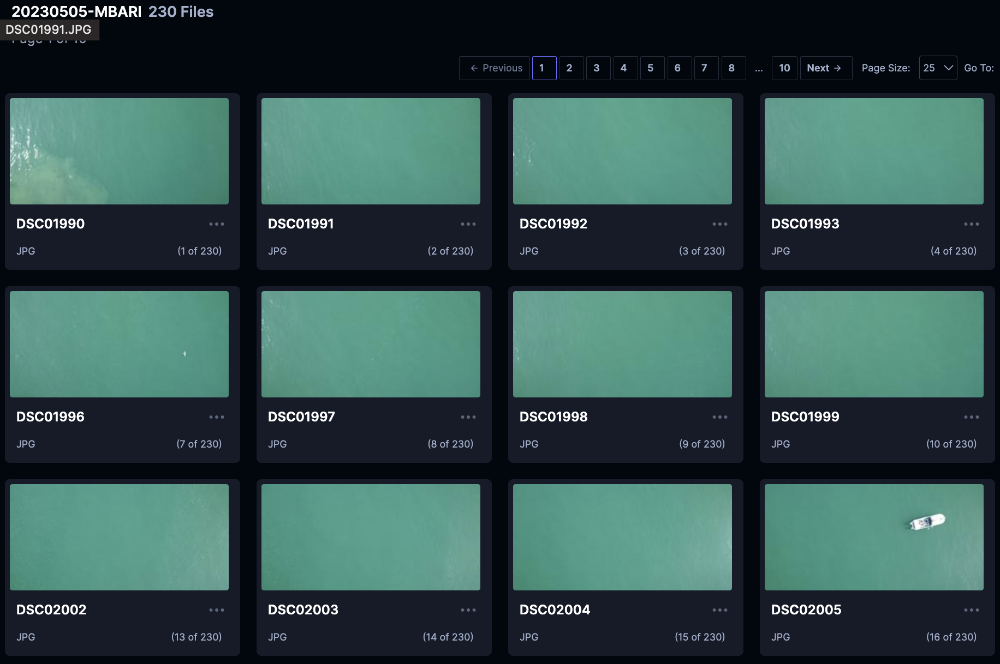 20230505-MBARI 230 Files
DSC01991.JPG
Page 1 of 10
← Previous 1 2 3 4 5 6 7 8 ... 10 Next → Page Size: 25 Go To:
DSC01990 DSC01991 DSC01992 DSC01993
JPG (1 of 230) JPG (2 of 230) JPG (3 of 230) JPG (4 of 230)
DSC01996 DSC01997 DSC01998 DSC01999
JPG (7 of 230) JPG (8 of 230) JPG (9 of 230) JPG (10 of 230)
DSC02002 DSC02003 DSC02004 DSC02005
JPG (13 of 230) JPG (14 of 230) JPG (15 of 230) JPG (16 of 230)